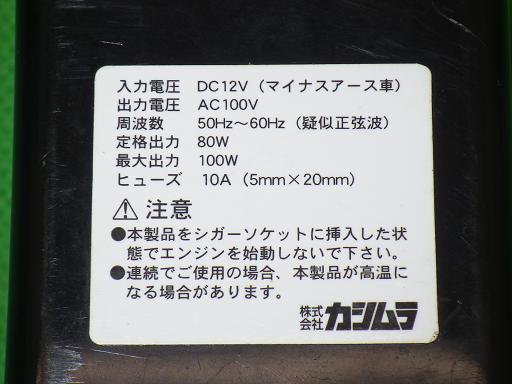 入力電圧 DC12V（マイナスアース車）
出力電圧 AC100V
周波数 50Hz〜60Hz（疑似正弦波）
定格出力 80W
最大出力 100W
ヒューズ 10A（5mm×20mm）
⚠ 注意
●本製品をシガーソケットに挿入した状
態でエンジンを始動しないで下さい。
●連続でご使用の場合、本製品が高温に
なる場合があります。
株式会社 カシムラ